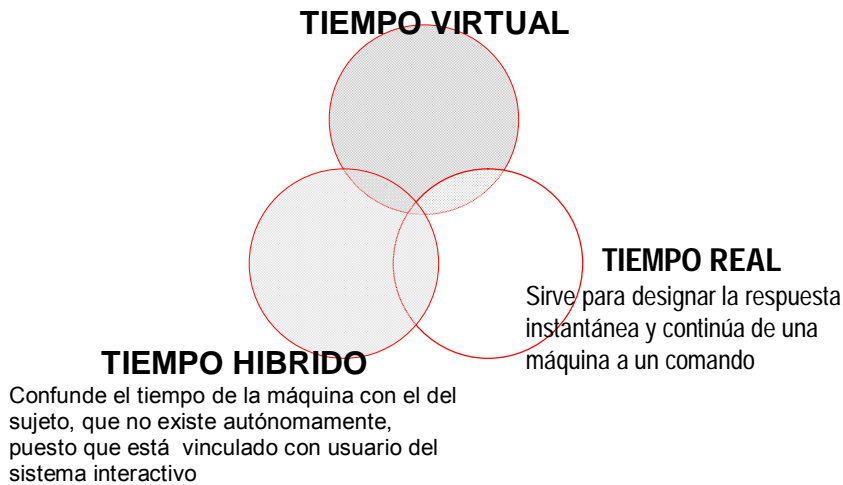 TIEMPO VIRTUAL
TIEMPO REAL
Sirve para designar la respuesta
instantánea y continúa de una
máquina a un comando
TIEMPO HIBRIDO
Confunde el tiempo de la máquina con el del
sujeto, que no existe autónomamente,
puesto que está  vinculado con usuario del
sistema interactivo